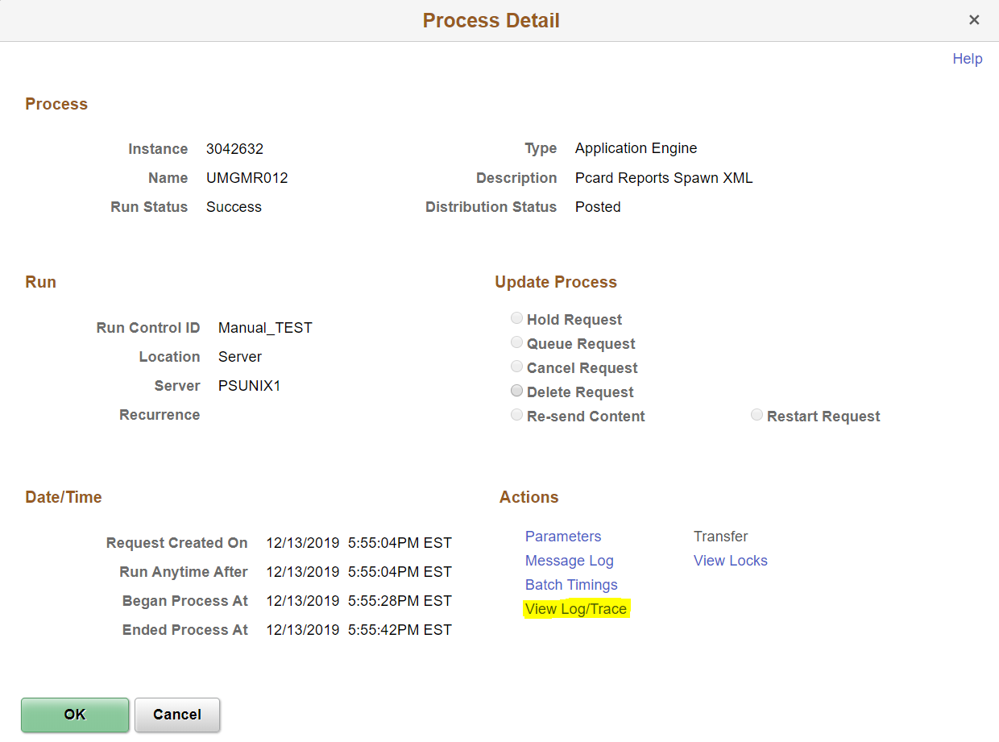 Process Detail
×
Help
Process
Instance 3042632 Type Application Engine
Name UMGMR012 Description Pcard Reports Spawn XML
Run Status Success Distribution Status Posted
Run Update Process
Hold Request
Run Control ID Manual_TEST
Queue Request
Location Server
Cancel Request
Server PSUNIX1
Delete Request
Recurrence
Re-send Content Restart Request
Date/Time Actions
Request Created On 12/13/2019 5:55:04PM EST Parameters Transfer
Run Anytime After 12/13/2019 5:55:04PM EST Message Log View Locks
Began Process At 12/13/2019 5:55:28PM EST Batch Timings
Ended Process At 12/13/2019 5:55:42PM EST View Log/Trace
OK Cancel